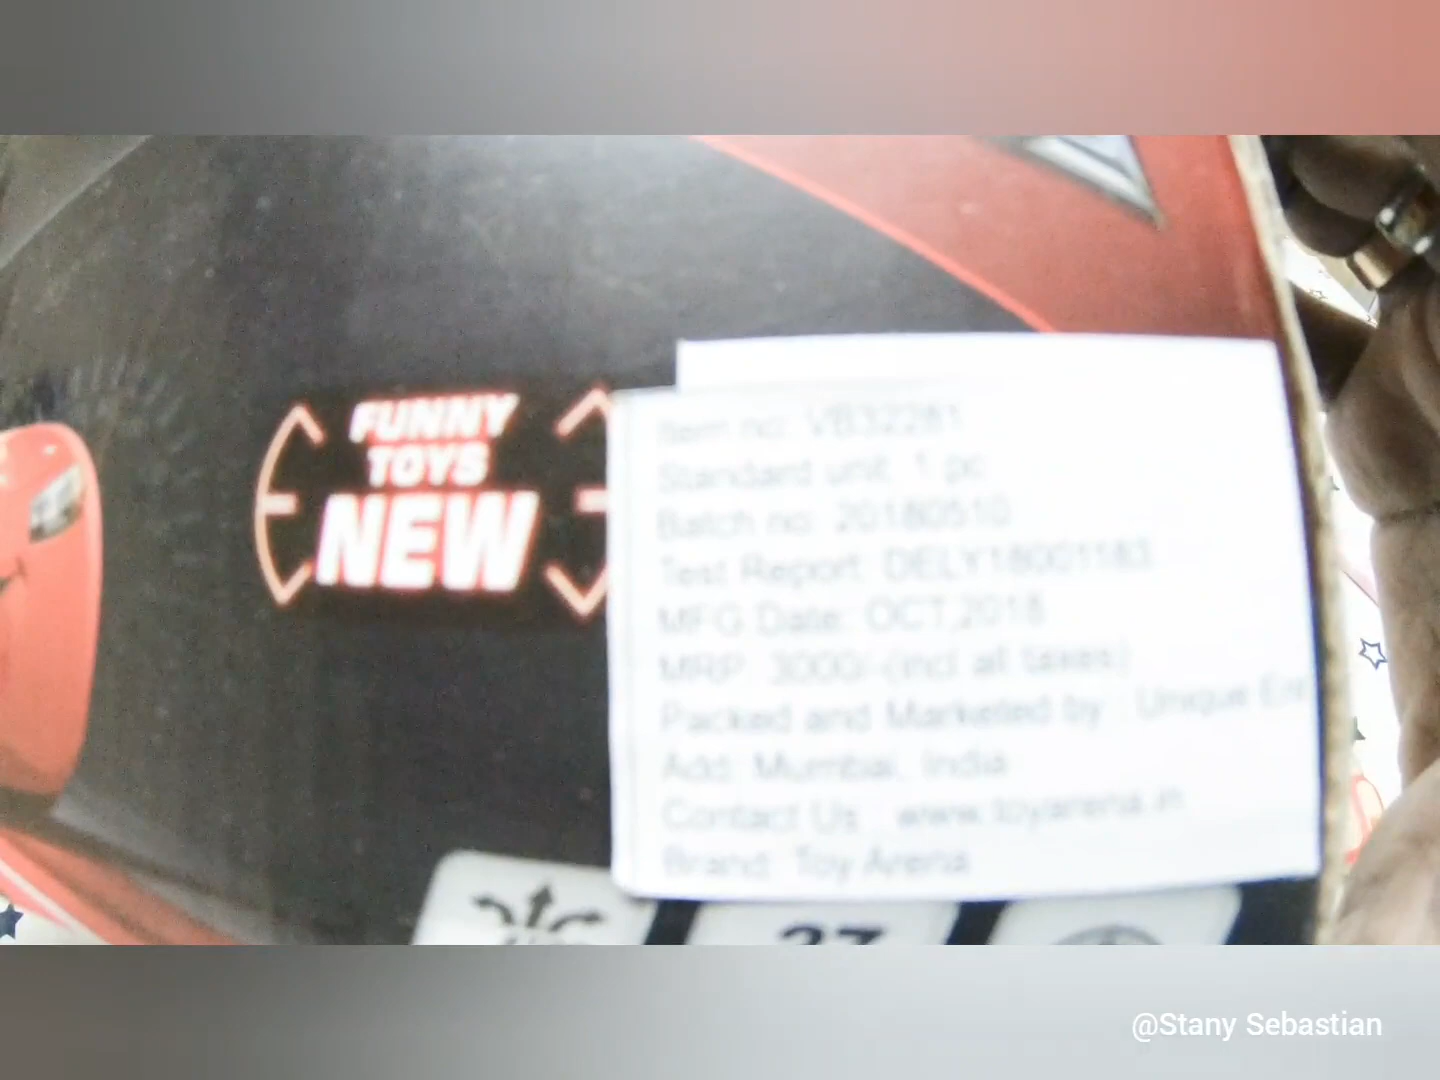 FUNNY
TOYS
NEW
Item no: VB32281
Standard unit: 1 pc
Batch no: 20180510
Test Report: DELY18001183
MFG Date: OCT,2018
MRP: 3000/-(incl all taxes)
Packed and Marketed by : Unique
Add: Mumbai, India
Contact Us : www.toyarena.in
Brand: Toy Arena
@Stany Sebastian